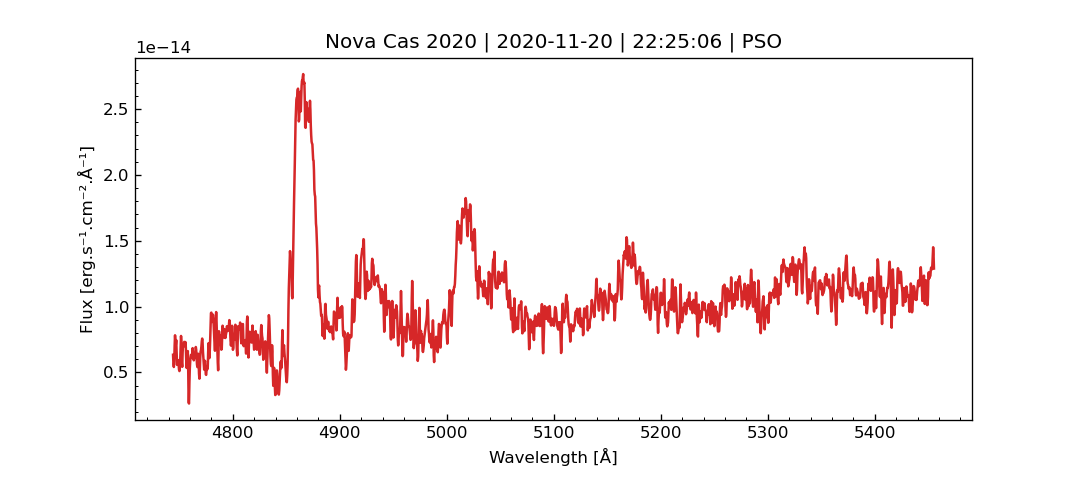 Nova Cas 2020 | 2020-11-20 | 22:25:06 | PSO
1e−14
2.5
2.0
1.5
1.0
0.5
Flux [erg.s⁻¹.cm⁻².Å⁻¹]
4800 4900 5000 5100 5200 5300 5400
Wavelength [Å]